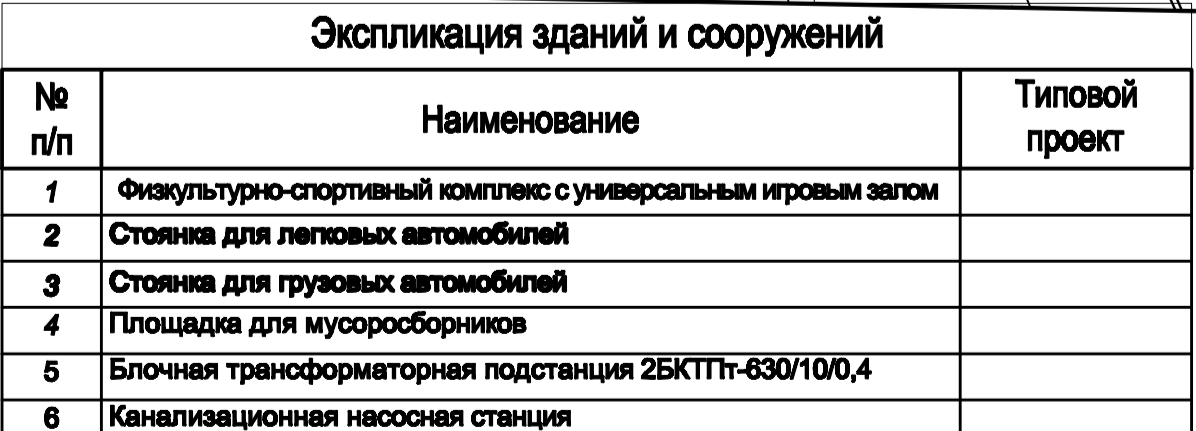 Экспликация зданий и сооружений
№ п/п Наименование Типовой проект
1 Физкультурно-спортивный комплекс с универсальным игровым залом
2 Стоянка для легковых автомобилей
3 Стоянка для грузовых автомобилей
4 Площадка для мусоросборников
5 Блочная трансформаторная подстанция 2БКТПт-630/10/0,4
6 Канализационная насосная станция